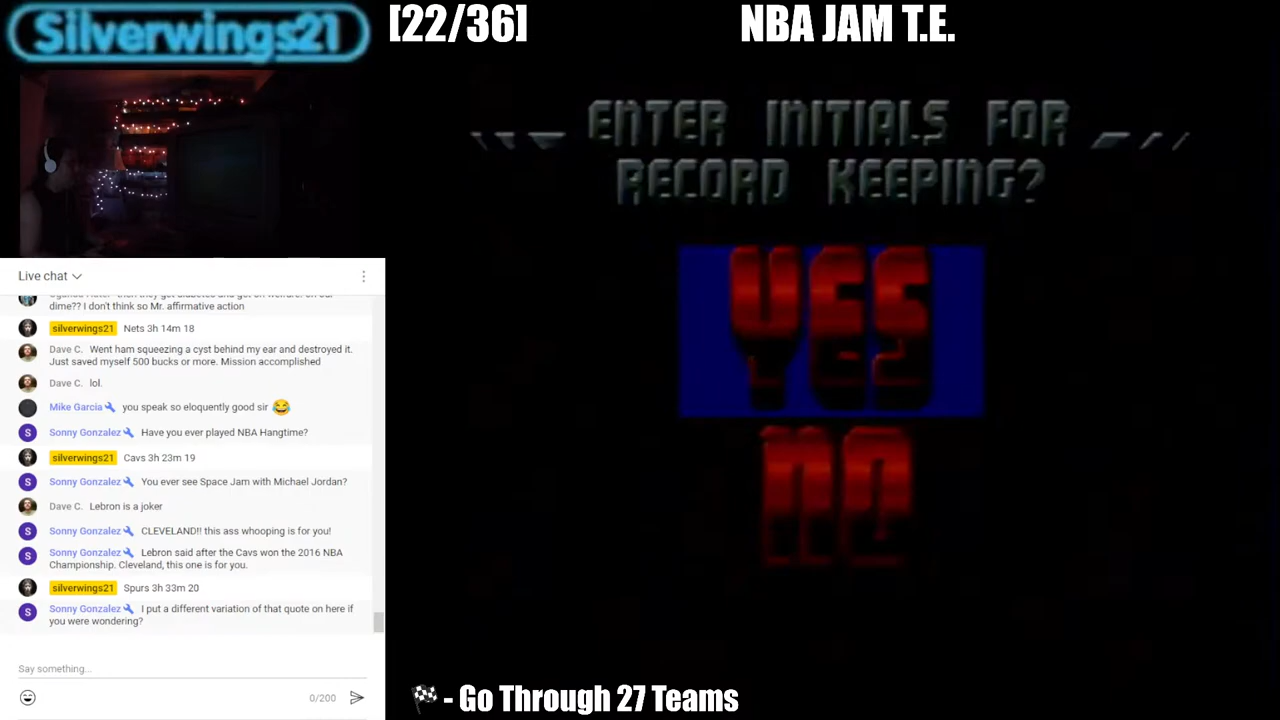 Silverwings21
[22/36]
NBA JAM T.E.
ENTER INITIALS FOR
RECORD KEEPING?
YES
NO
Live chat
dime?? I don't think so Mr. affirmative action
silverwings21 Nets 3h 14m 18
Dave C. Went ham squeezing a cyst behind my ear and destroyed it.
Just saved myself 500 bucks or more. Mission accomplished
Dave C. lol.
Mike Garcia you speak so eloquently good sir 😂
S Sonny Gonzalez Have you ever played NBA Hangtime?
silverwings21 Cavs 3h 23m 19
S Sonny Gonzalez You ever see Space Jam with Michael Jordan?
Dave C. Lebron is a joker
S Sonny Gonzalez CLEVELAND!! this ass whooping is for you!
S Sonny Gonzalez Lebron said after the Cavs won the 2016 NBA
Championship. Cleveland, this one is for you.
silverwings21 Spurs 3h 33m 20
S Sonny Gonzalez I put a different variation of that quote on here if
you were wondering?
Say something...
0/200
🏁 - Go Through 27 Teams